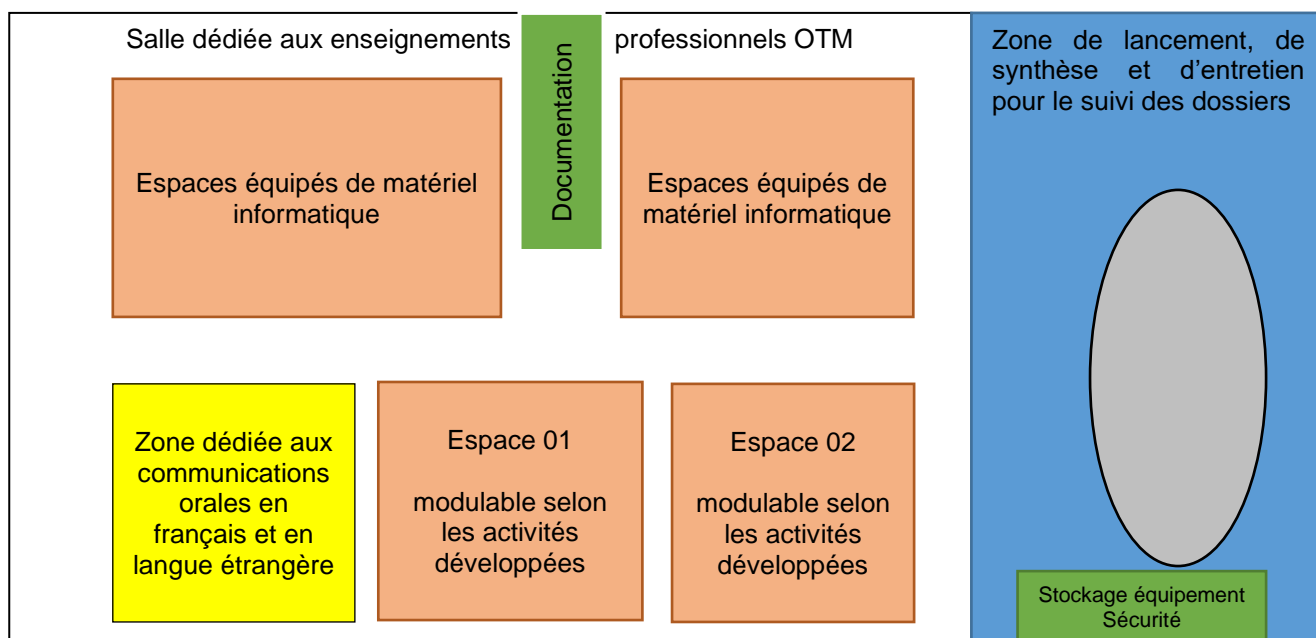 Salle dédiée aux enseignements professionnels OTM
Documentation
Zone de lancement, de
synthèse et d'entretien
pour le suivi des dossiers
Espaces équipés de matériel
informatique
Espaces équipés de
matériel informatique
Zone dédiée aux
communications
orales en
français et en
langue étrangère
Espace 01
modulable selon
les activités
développées
Espace 02
modulable selon
les activités
développées
Stockage équipement
Sécurité